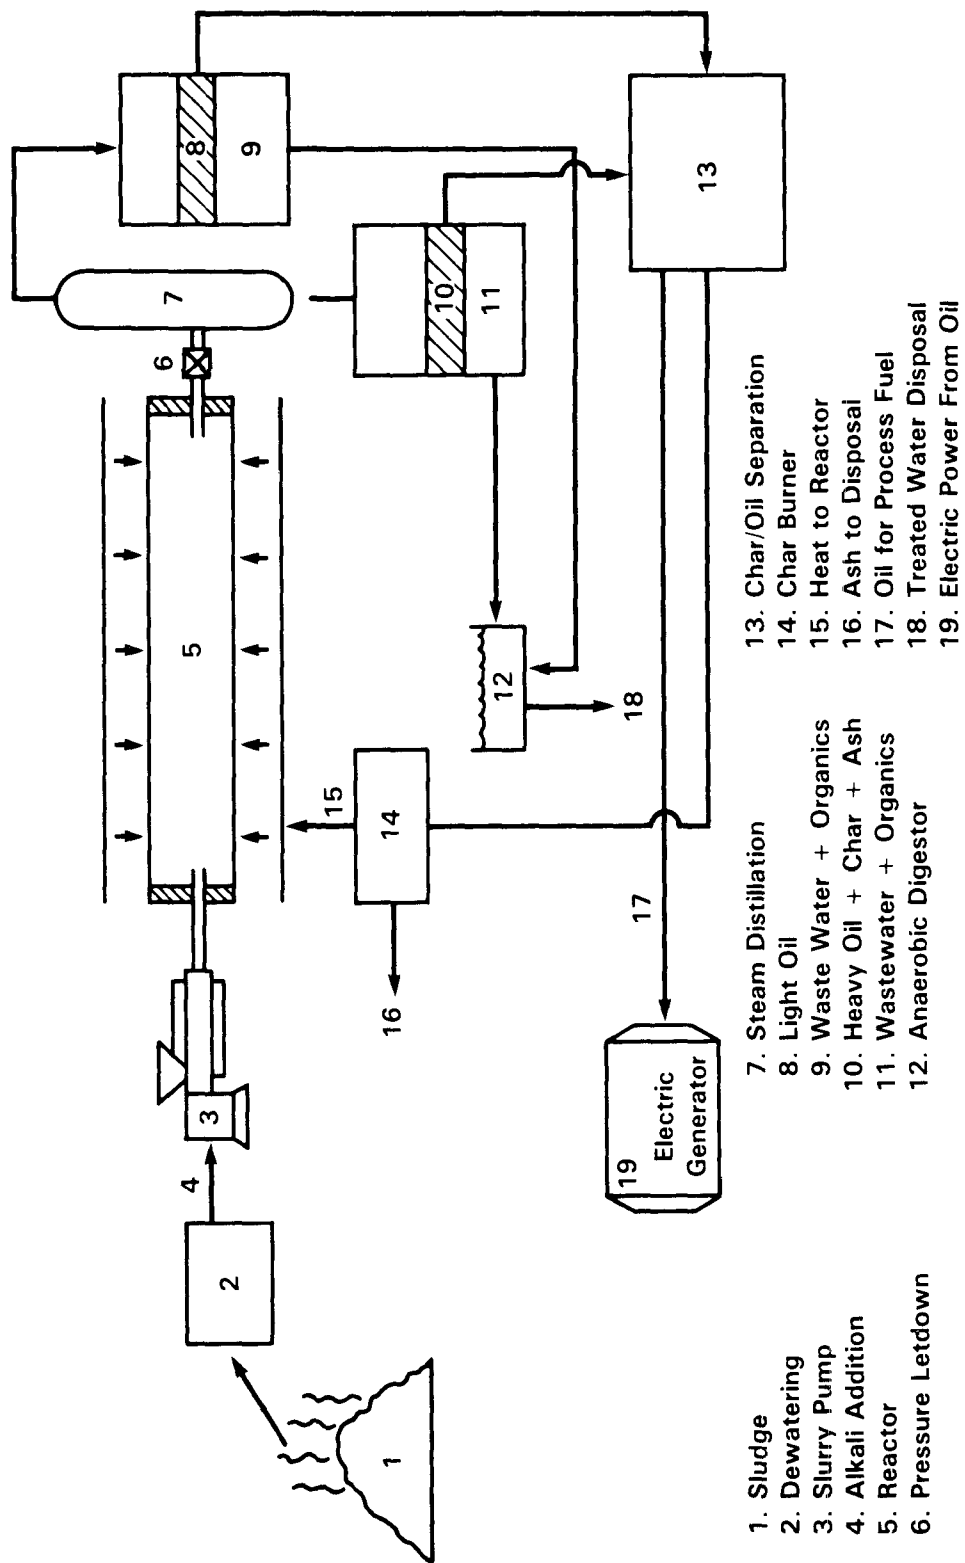 1
2
3
4
5
6
7
8
9
10
11
12
13
14
15
16
17
18
19
Electric
Generator
1. Sludge
2. Dewatering
3. Slurry Pump
4. Alkali Addition
5. Reactor
6. Pressure Letdown
7. Steam Distillation
8. Light Oil
9. Waste Water + Organics
10. Heavy Oil + Char + Ash
11. Wastewater + Organics
12. Anaerobic Digestor
13. Char/Oil Separation
14. Char Burner
15. Heat to Reactor
16. Ash to Disposal
17. Oil for Process Fuel
18. Treated Water Disposal
19. Electric Power From Oil